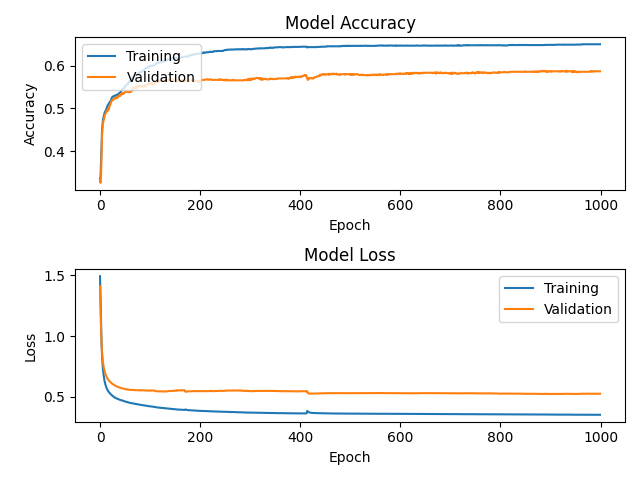 Model Accuracy
Training
Validation
0.6
0.5
0.4
Accuracy
0 200 400 600 800 1000
Epoch
Model Loss
Training
Validation
1.5
1.0
0.5
Loss
0 200 400 600 800 1000
Epoch